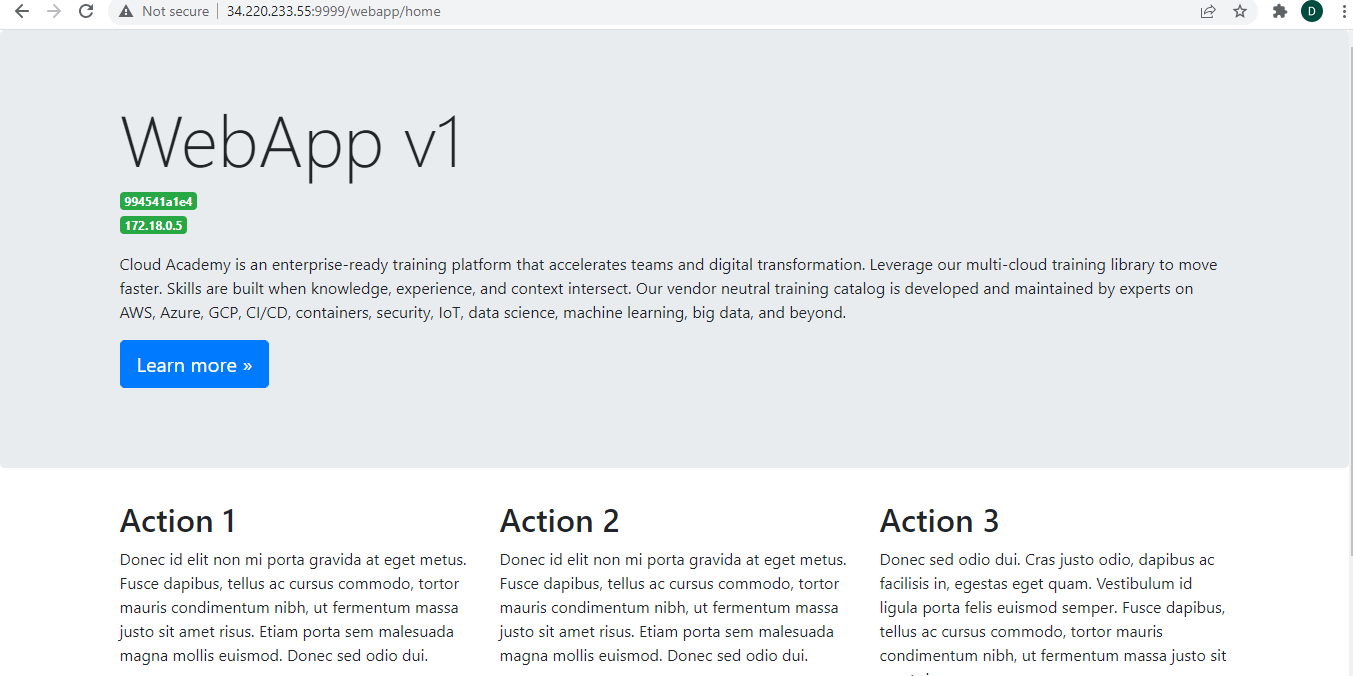 Not secure | 34.220.233.55:9999/webapp/home
D
WebApp v1
994541a1e4
172.18.0.5
Cloud Academy is an enterprise-ready training platform that accelerates teams and digital transformation. Leverage our multi-cloud training library to move
faster. Skills are built when knowledge, experience, and context intersect. Our vendor neutral training catalog is developed and maintained by experts on
AWS, Azure, GCP, CI/CD, containers, security, IoT, data science, machine learning, big data, and beyond.
Learn more »
Action 1
Donec id elit non mi porta gravida at eget metus.
Fusce dapibus, tellus ac cursus commodo, tortor
mauris condimentum nibh, ut fermentum massa
justo sit amet risus. Etiam porta sem malesuada
magna mollis euismod. Donec sed odio dui.
Action 2
Donec id elit non mi porta gravida at eget metus.
Fusce dapibus, tellus ac cursus commodo, tortor
mauris condimentum nibh, ut fermentum massa
justo sit amet risus. Etiam porta sem malesuada
magna mollis euismod. Donec sed odio dui.
Action 3
Donec sed odio dui. Cras justo odio, dapibus ac
facilisis in, egestas eget quam. Vestibulum id
ligula porta felis euismod semper. Fusce dapibus,
tellus ac cursus commodo, tortor mauris
condimentum nibh, ut fermentum massa justo sit